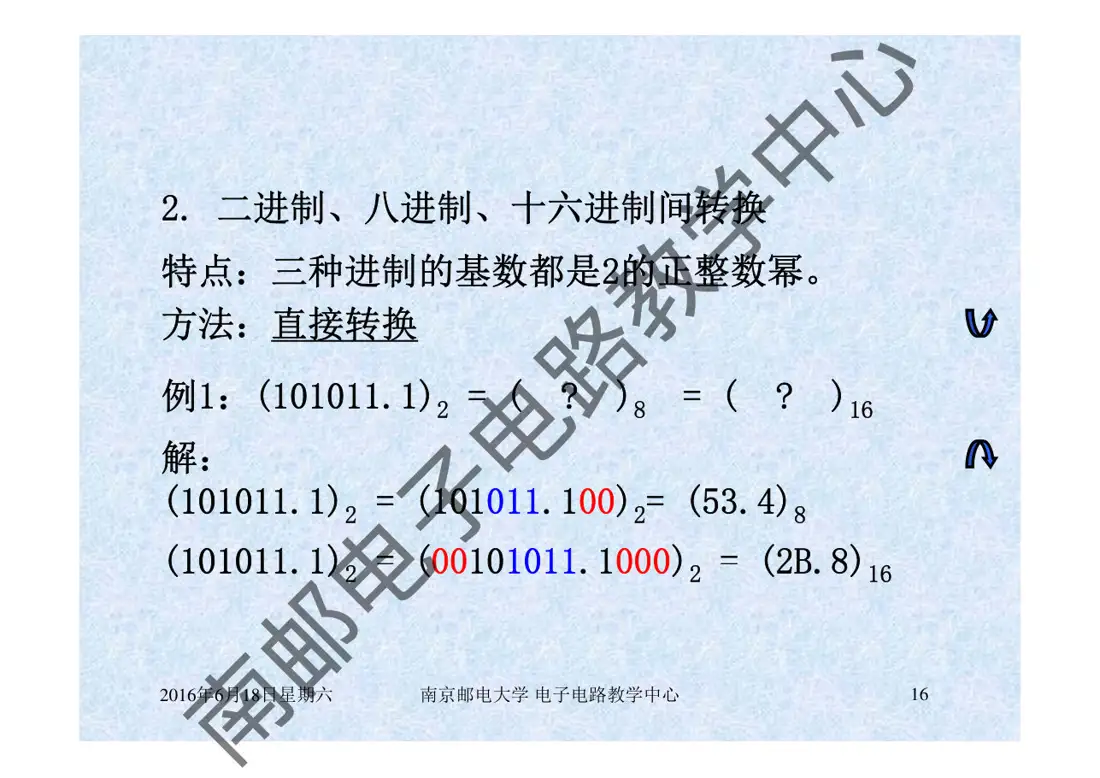 2. 二进制、八进制、十六进制间转换
特点：三种进制的基数都是2的正整数幂。
方法：直接转换
例1：(101011.1)2 = ( ? )8 = ( ? )16
解：
(101011.1)2 = (101011.100)2= (53.4)8
(101011.1)2 = (00101011.1000)2 = (2B.8)16
2016年6月18日星期六 南京邮电大学 电子电路教学中心 16
南邮电子电路教学中心